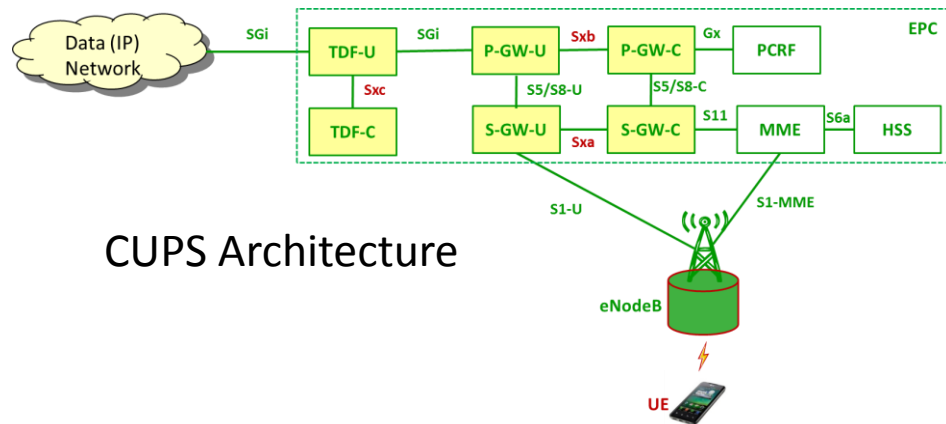 EPC
Data (IP)
Network
SGi
TDF-U
SGi
P-GW-U
Sxb
P-GW-C
Gx
PCRF
Sxc
S5/S8-U
S5/S8-C
TDF-C
S-GW-U
Sxa
S-GW-C
S11
MME
S6a
HSS
S1-U
S1-MME
CUPS Architecture
eNodeB
UE